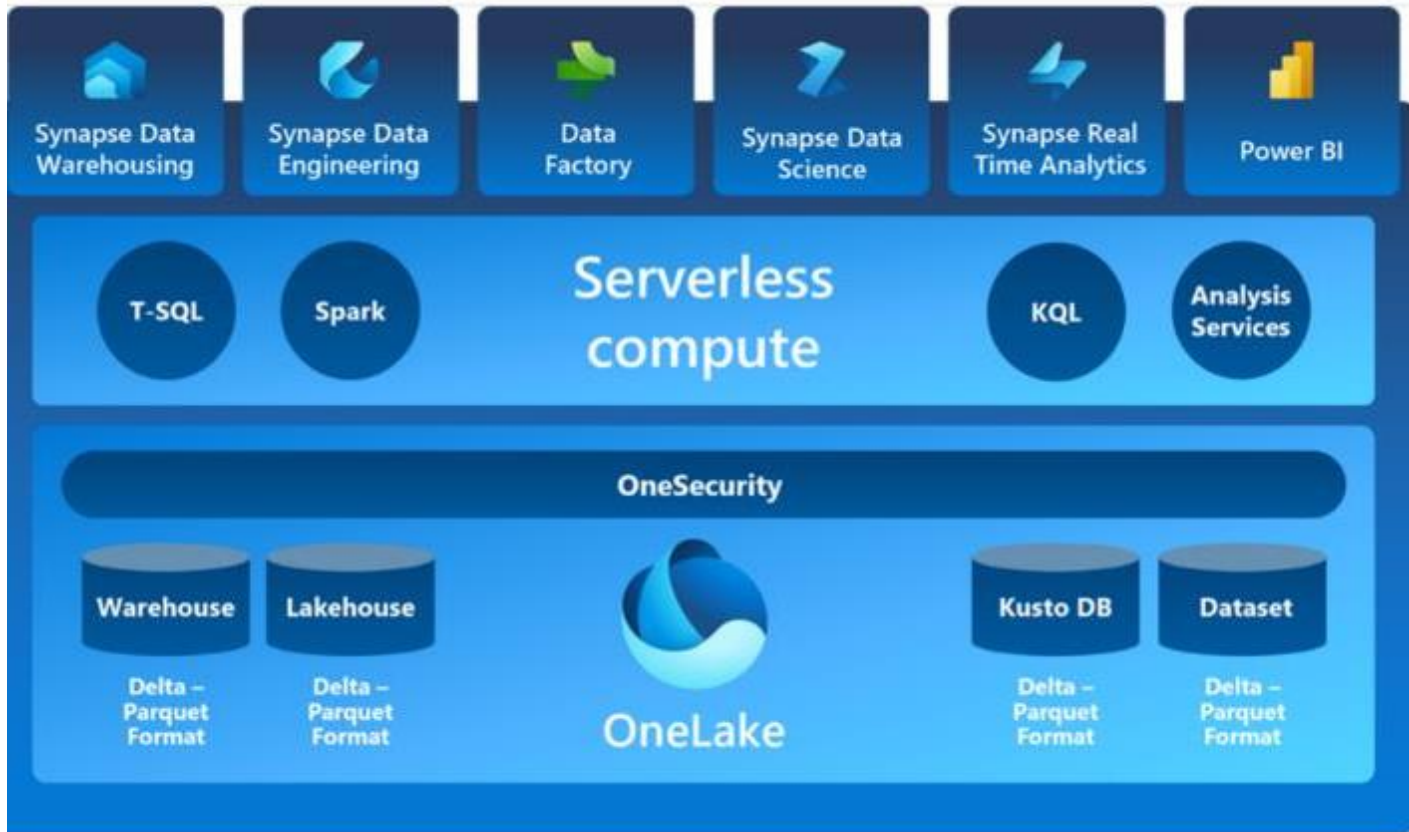 Synapse Data
Warehousing
Synapse Data
Engineering
Data
Factory
Synapse Data
Science
Synapse Real
Time Analytics
Power BI
T-SQL
Spark
Serverless
compute
KQL
Analysis
Services
OneSecurity
Warehouse
Lakehouse
Kusto DB
Dataset
Delta –
Parquet
Format
Delta –
Parquet
Format
OneLake
Delta –
Parquet
Format
Delta –
Parquet
Format